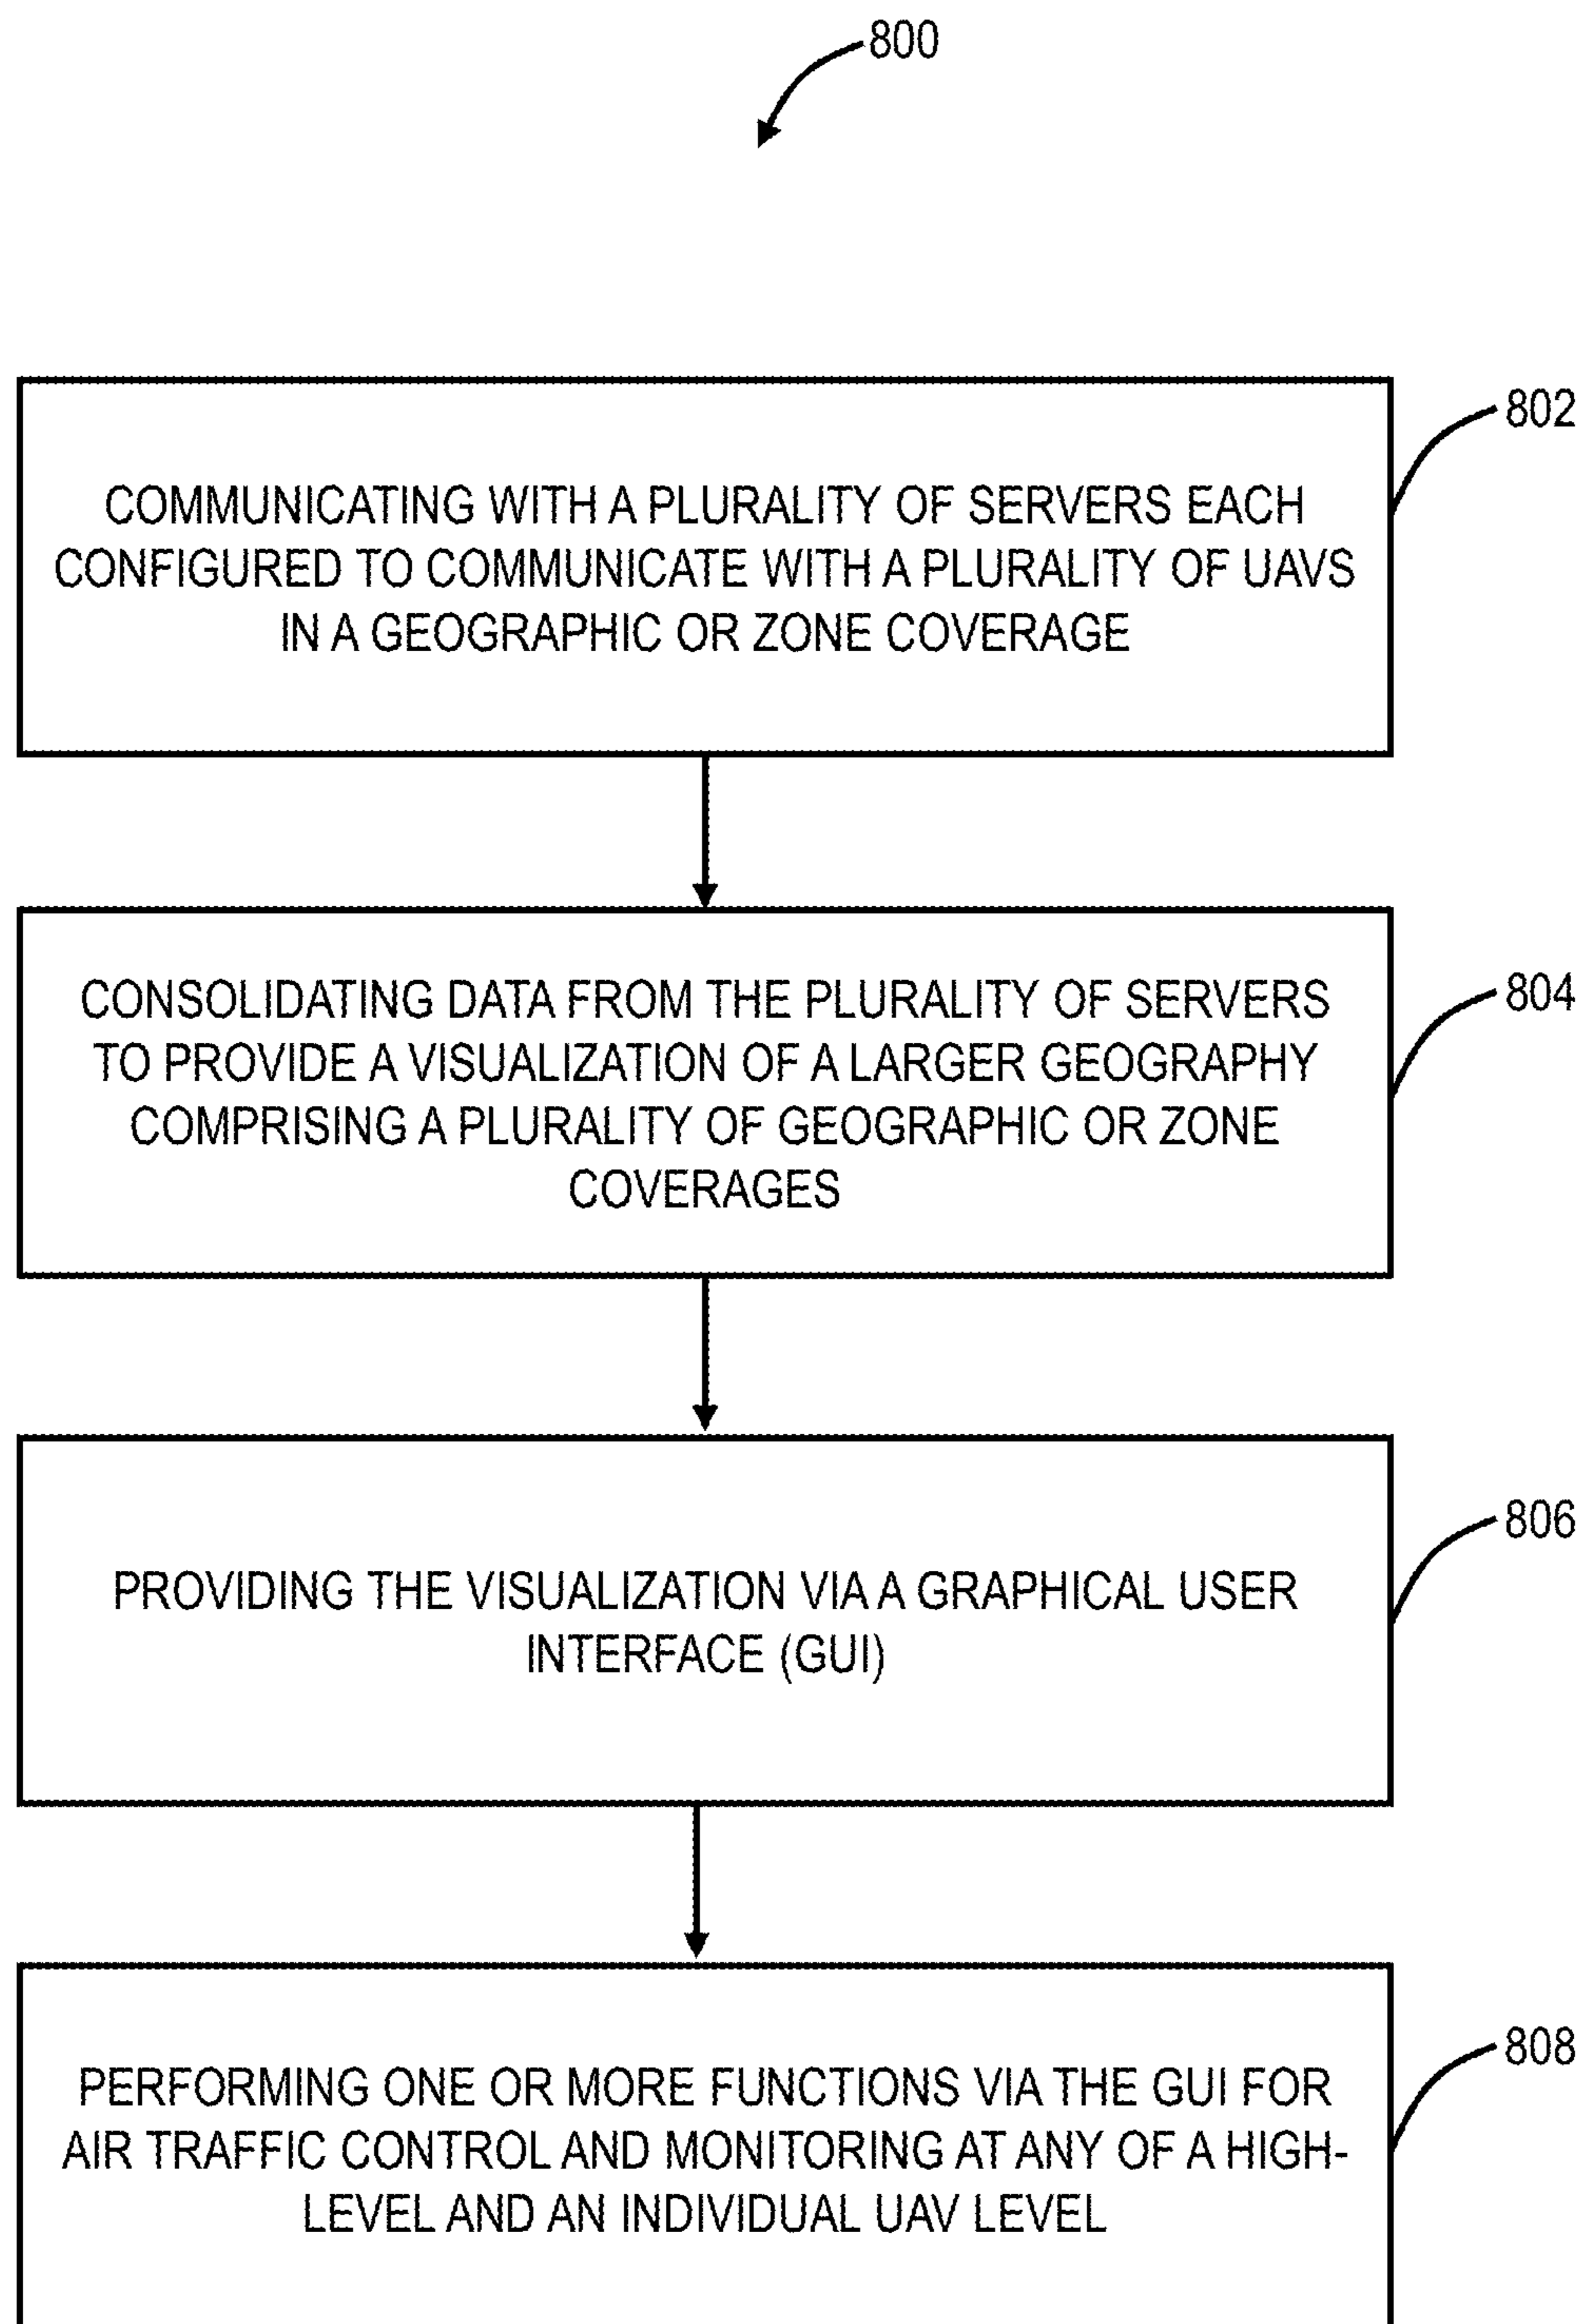 800
802
COMMUNICATING WITH A PLURALITY OF SERVERS EACH
CONFIGURED TO COMMUNICATE WITH A PLURALITY OF UAVS
IN A GEOGRAPHIC OR ZONE COVERAGE
804
CONSOLIDATING DATA FROM THE PLURALITY OF SERVERS
TO PROVIDE A VISUALIZATION OF A LARGER GEOGRAPHY
COMPRISING A PLURALITY OF GEOGRAPHIC OR ZONE
COVERAGES
806
PROVIDING THE VISUALIZATION VIA A GRAPHICAL USER
INTERFACE (GUI)
808
PERFORMING ONE OR MORE FUNCTIONS VIA THE GUI FOR
AIR TRAFFIC CONTROL AND MONITORING AT ANY OF A HIGH-
LEVEL AND AN INDIVIDUAL UAV LEVEL